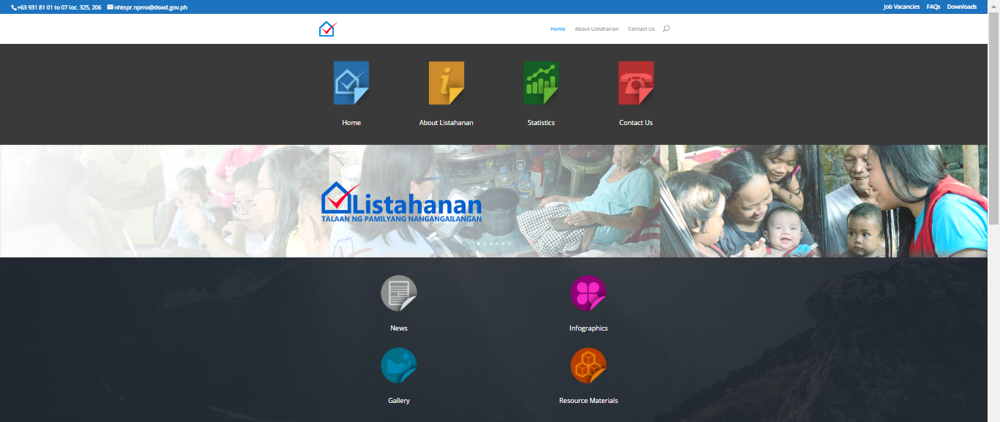 +63 931 81 01 to 07 loc. 325, 206 nhtspr.npmo@dswd.gov.ph Job Vacancies FAQs Downloads
Home About Listahanan Contact Us
Home About Listahanan Statistics Contact Us
Listahanan
TALAAN NG PAMILYANG NANGANGAILANGAN
News Infographics
Gallery Resource Materials